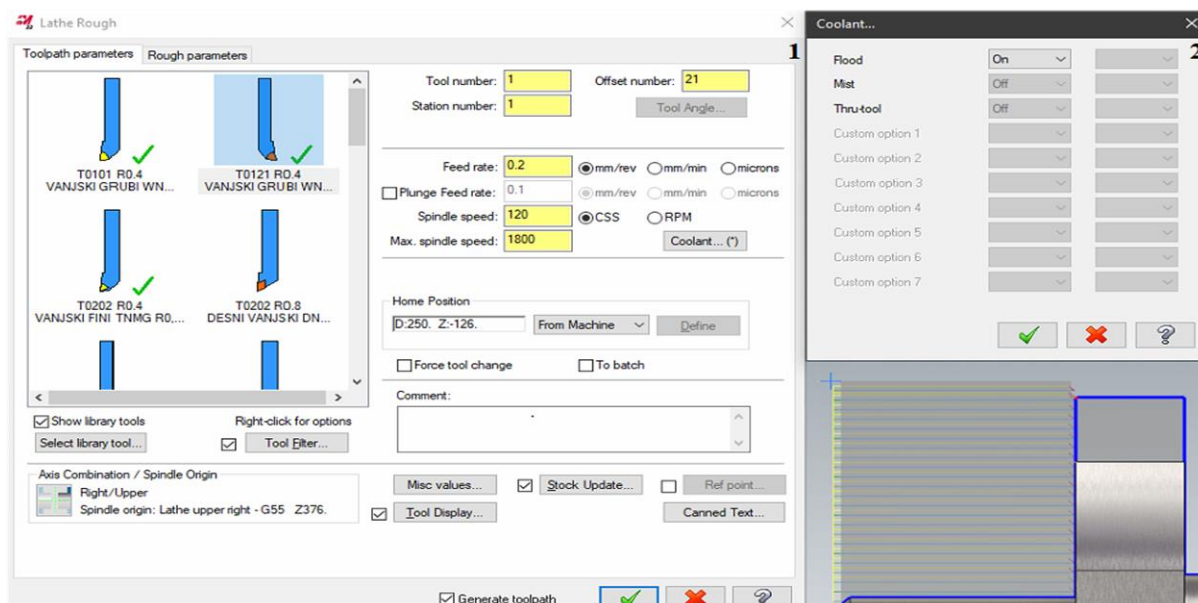 Lathe Rough
1
Toolpath parameters Rough parameters
T0101 R0.4
VANJSKI GRUBI WN...
T0121 R0.4
VANJSKI GRUBI WN...
T0202 R0.4
VANJSKI FINI TNMG R0,...
T0202 R0.8
DESNI VANJSKI DN...
Show library tools
Right-click for options
Select library tool...
Tool Filter...
Axis Combination / Spindle Origin
Right/Upper
Spindle origin: Lathe upper right - G55 Z376.
Tool number: 1 Offset number: 21
Station number: 1 Tool Angle...
Feed rate: 0.2 mm/rev mm/min microns
Plunge Feed rate: 0.1 mm/rev mm/min microns
Spindle speed: 120 CSS RPM
Max. spindle speed: 1800 Coolant... (*)
Home Position
D:250. Z:-126. From Machine Define
Force tool change To batch
Comment:
Misc values... Stock Update... Ref point...
Tool Display... Canned Text...
Generate toolpath
Coolant...
2
Flood On
Mist Off
Thru-tool Off
Custom option 1
Custom option 2
Custom option 3
Custom option 4
Custom option 5
Custom option 6
Custom option 7